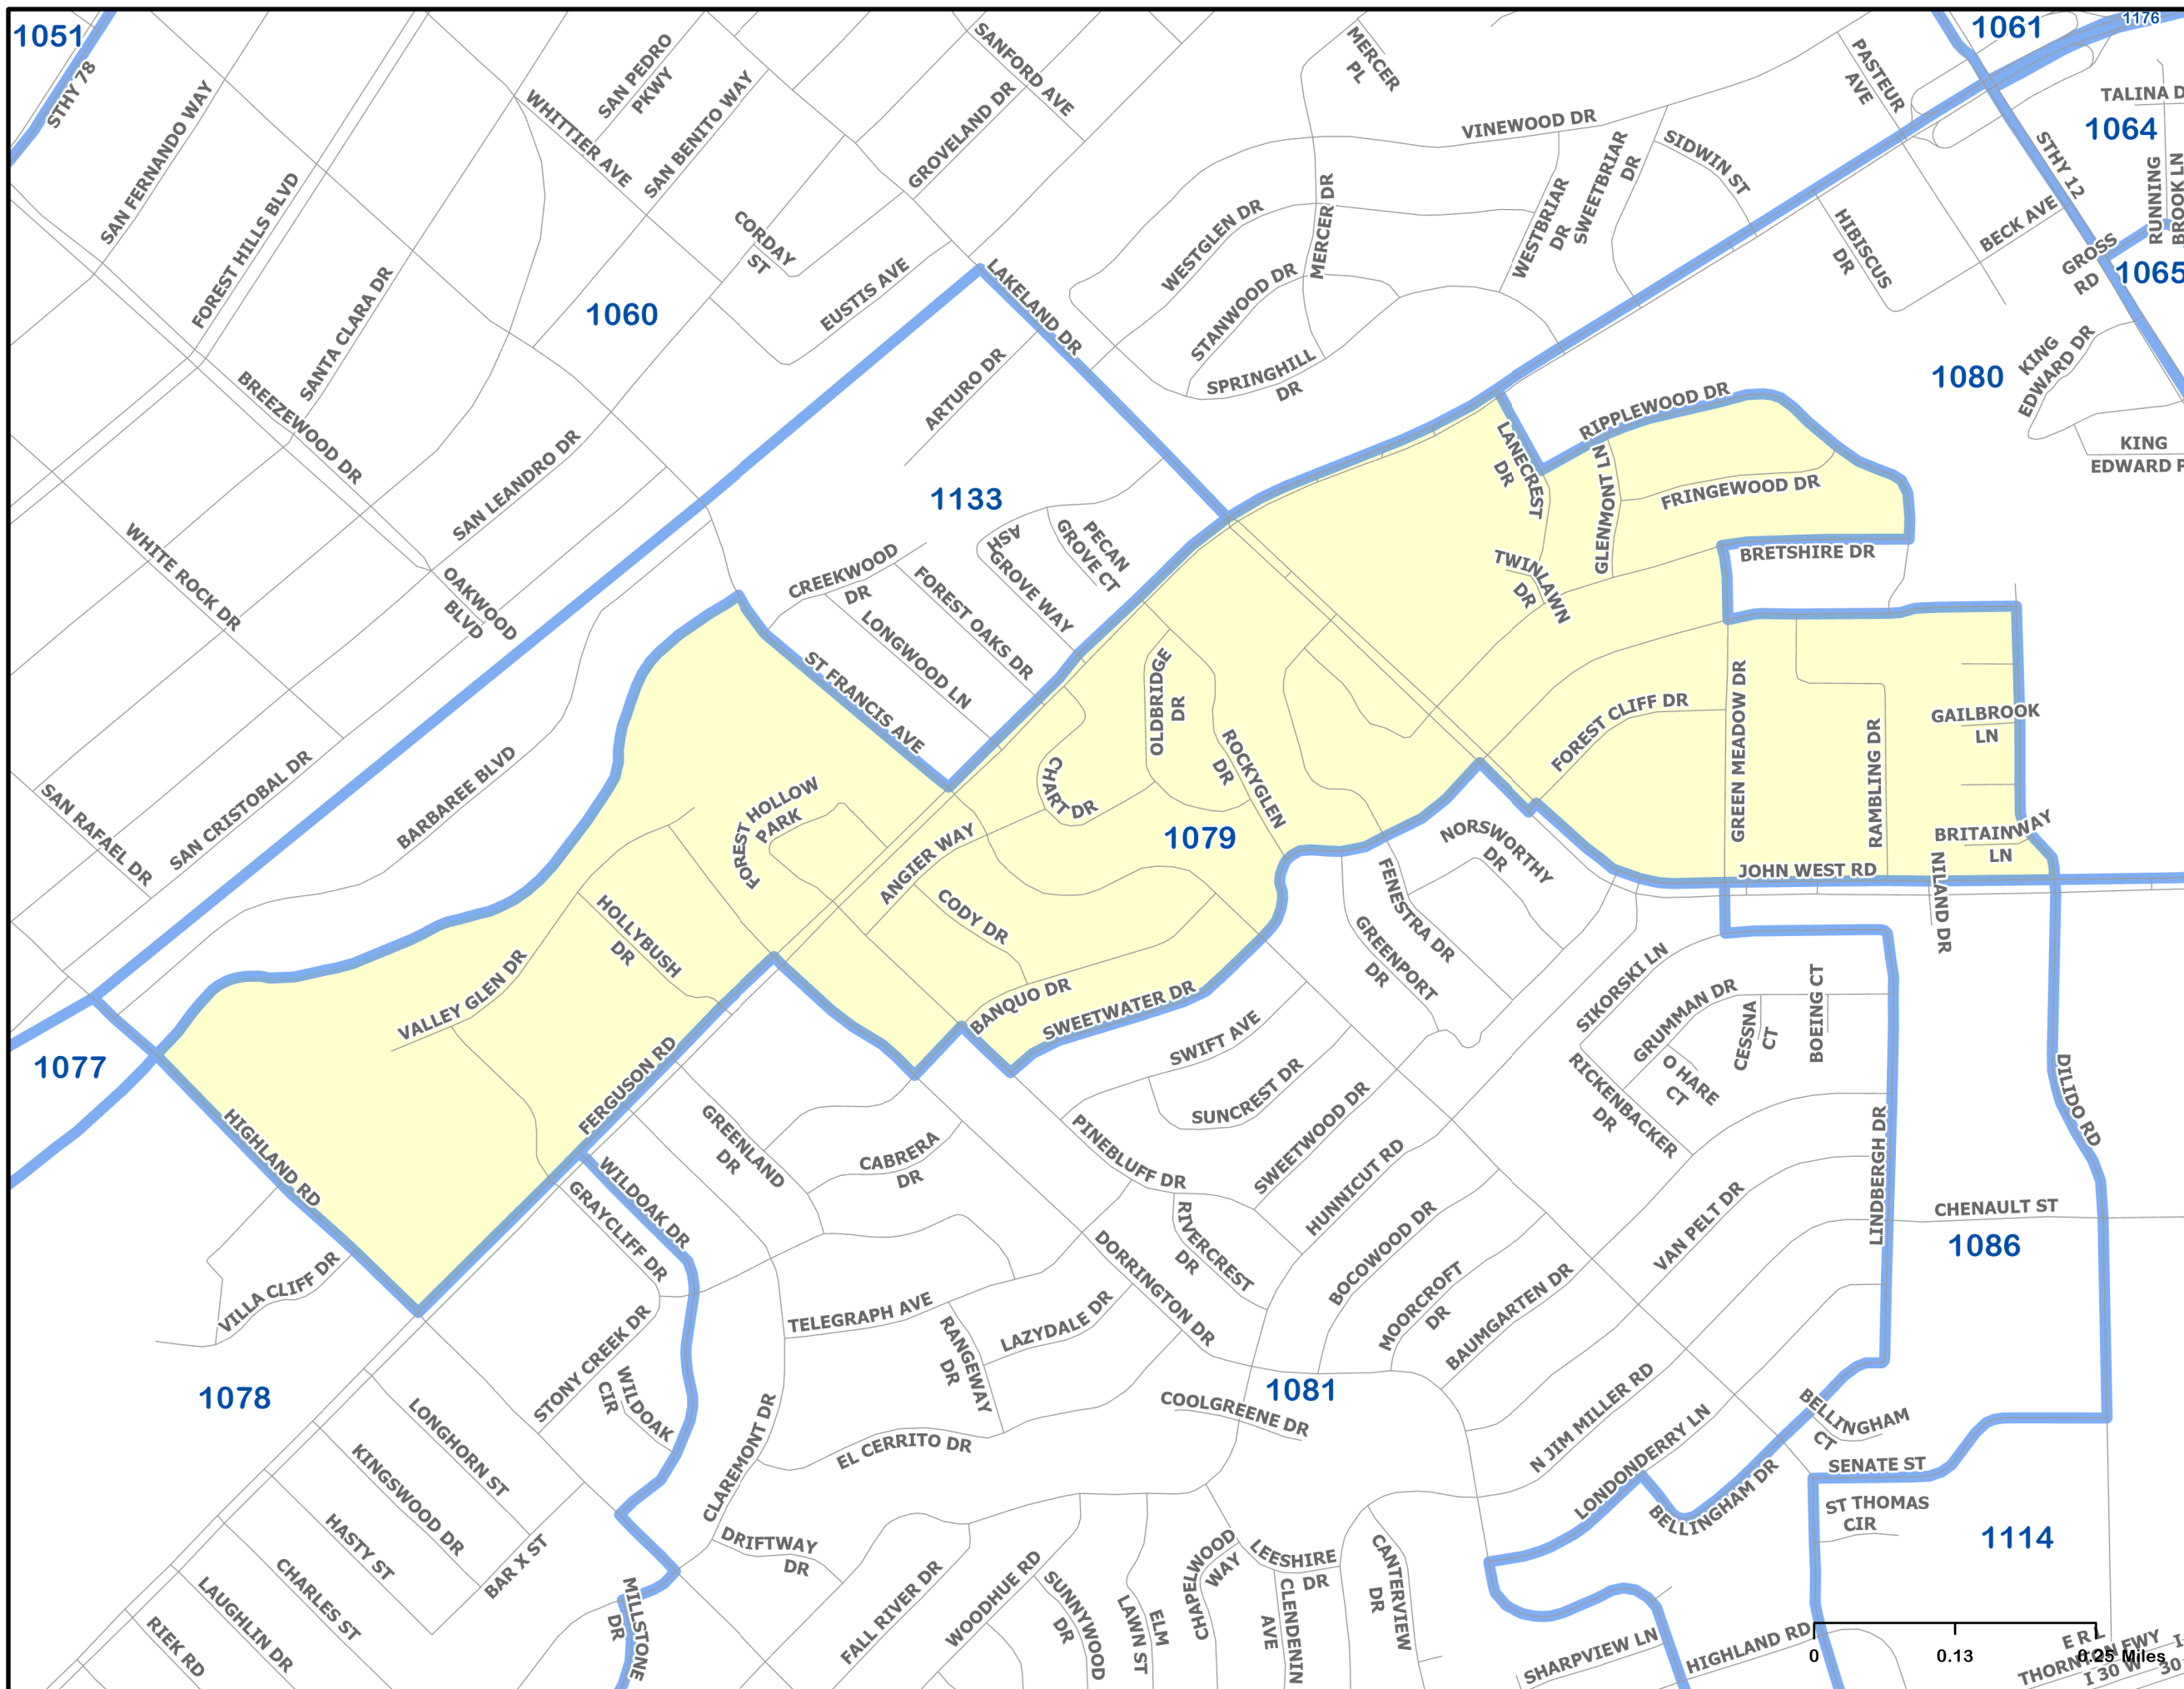 1051
STHY 78
SAN FERNANDO WAY
FOREST HILLS BLVD
SANTA CLARA DR
WHITTIER AVE
SAN PEDRO
PKWY
SAN BENITO WAY
CORDAY
ST
GROVELAND DR
SANFORD AVE
EUSTIS AVE
1060
LAKELAND DR
MERCER
PL
VINEWOOD DR
WESTGLEN DR
MERCER DR
STANWOOD DR
SPRINGHILL
DR
WESTBRIAR
DR
SWEETBRIAR
DR
SIDWIN ST
PASTEUR
AVE
1061
1176
TALINA D
1064
STHY 12
RUNNING
BROOK LN
HIBISCUS
DR
BECK AVE
GROSS
RD
1065
1080
KING
EDWARD DR
KING
EDWARD P
BREEZEWOOD DR
SAN LEANDRO DR
WHITE ROCK DR
OAKWOOD
BLVD
ARTURO DR
1133
ASH
GROVE WAY
PECAN
GROVE CT
CREEKWOOD
DR
FOREST OAKS DR
LONGWOOD LN
ST FRANCIS AVE
LANECREST
DR
RIPPLEWOOD DR
GLENMONT LN
FRINGEWOOD DR
BRETSHIRE DR
TWINLAWN
DR
SAN RAFAEL DR
SAN CRISTOBAL DR
BARBAREE BLVD
OLDBRIDGE
DR
ROCKYGLEN
DR
CHART DR
FOREST HOLLOW
PARK
ANGIER WAY
1079
FOREST CLIFF DR
GREEN MEADOW DR
RAMBLING DR
GAILBROOK
LN
BRITAINWAY
LN
JOHN WEST RD
NILAND DR
NORSWORTHY
DR
FENESTRA DR
GREENPORT
DR
CODY DR
HOLLYBUSH
DR
VALLEY GLEN DR
BANQUO DR
SWEETWATER DR
1077
HIGHLAND RD
FERGUSON RD
SWIFT AVE
SUNCREST DR
SWEETWOOD DR
HUNNICUT RD
SIKORSKI LN
GRUMMAN DR
CESSNA
CT
BOEING CT
O HARE
CT
RICKENBACKER
DR
LINDBERGH DR
DILIDO RD
GREENLAND
DR
CABRERA
DR
PINEBLUFF DR
RIVERCREST
DR
WILDOAK DR
GRAYCLIFF DR
VILLA CLIFF DR
STONY CREEK DR
WILDOAK
CIR
TELEGRAPH AVE
RANGEWAY
DR
LAZYDALE DR
DORRINGTON DR
BOCOWOOD DR
MOORCROFT
DR
BAUMGARTEN DR
VAN PELT DR
CHENAULT ST
1086
1078
1081
COOLGREENE DR
EL CERRITO DR
CLAREMONT DR
N JIM MILLER RD
LONDONDERRY LN
BELLINGHAM
CT
BELLINGHAM DR
SENATE ST
ST THOMAS
CIR
1114
LONGHORN ST
KINGSWOOD DR
HASTY ST
CHARLES ST
LAUGHLIN DR
RIEK RD
BAR X ST
DRIFTWAY
DR
MILLSTONE
DR
FALL RIVER DR
WOODHUE RD
SUNNYWOOD
DR
ELM
LAWN ST
CHAPELWOOD
WAY
LEESHIRE
DR
CLENDENIN
AVE
CANTERVIEW
DR
SHARPVIEW LN
HIGHLAND RD
E R L
THORNTON FWY
I 30 W
30
0
0.13
0.25 Miles